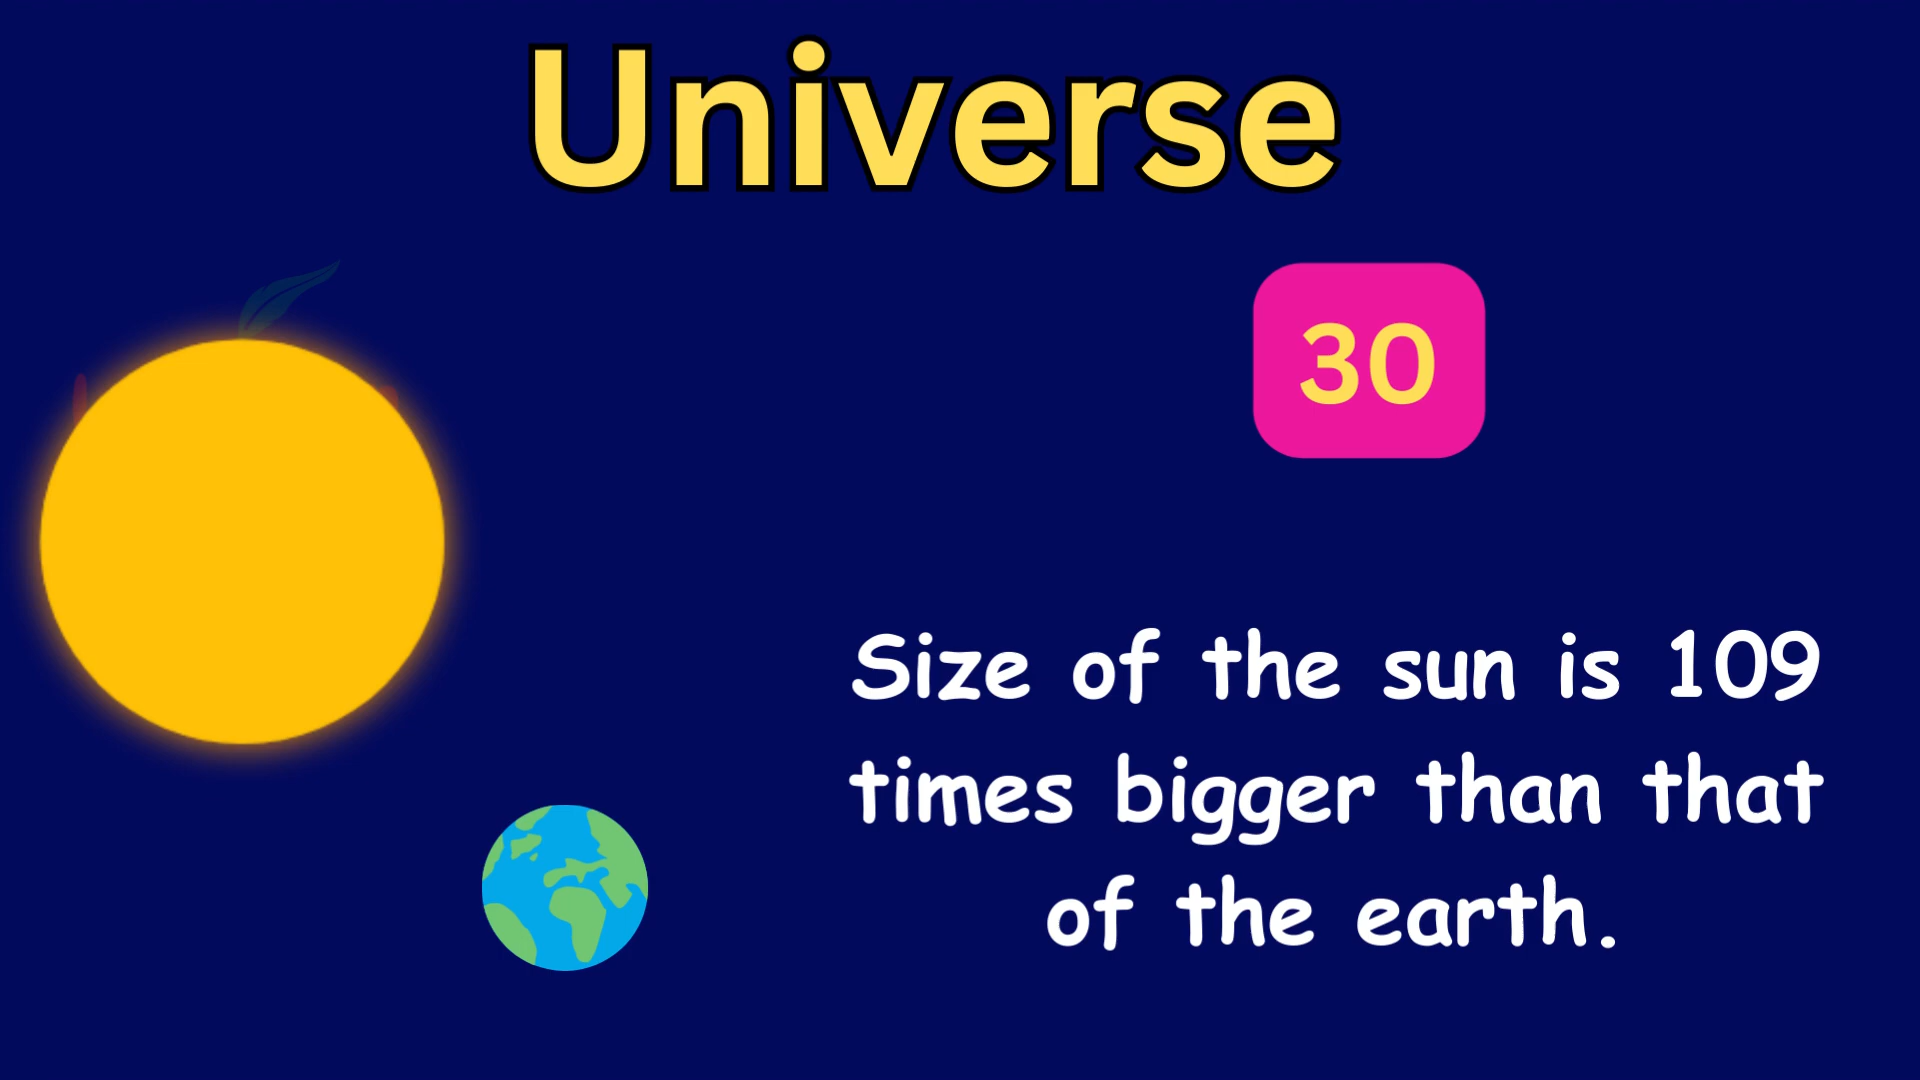 Universe
30
Size of the sun is 109
times bigger than that
of the earth.